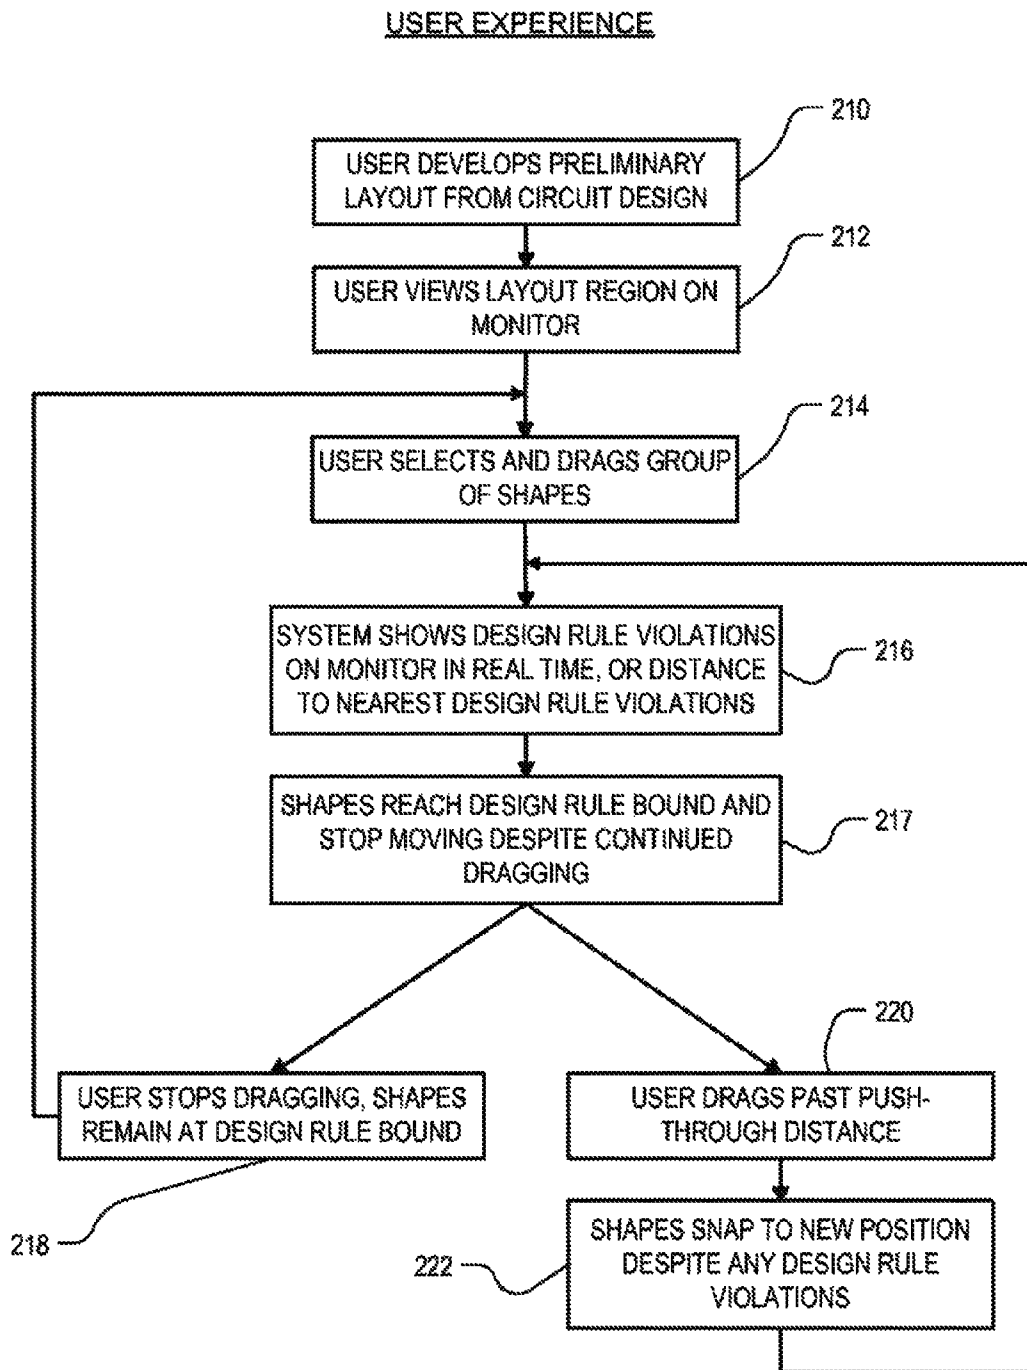 USER EXPERIENCE
210
USER DEVELOPS PRELIMINARY
LAYOUT FROM CIRCUIT DESIGN
212
USER VIEWS LAYOUT REGION ON
MONITOR
214
USER SELECTS AND DRAGS GROUP
OF SHAPES
SYSTEM SHOWS DESIGN RULE VIOLATIONS
ON MONITOR IN REAL TIME, OR DISTANCE
TO NEAREST DESIGN RULE VIOLATIONS
216
SHAPES REACH DESIGN RULE BOUND AND
STOP MOVING DESPITE CONTINUED
DRAGGING
217
220
USER STOPS DRAGGING, SHAPES
REMAIN AT DESIGN RULE BOUND
218
USER DRAGS PAST PUSH-
THROUGH DISTANCE
SHAPES SNAP TO NEW POSITION
DESPITE ANY DESIGN RULE
VIOLATIONS
222